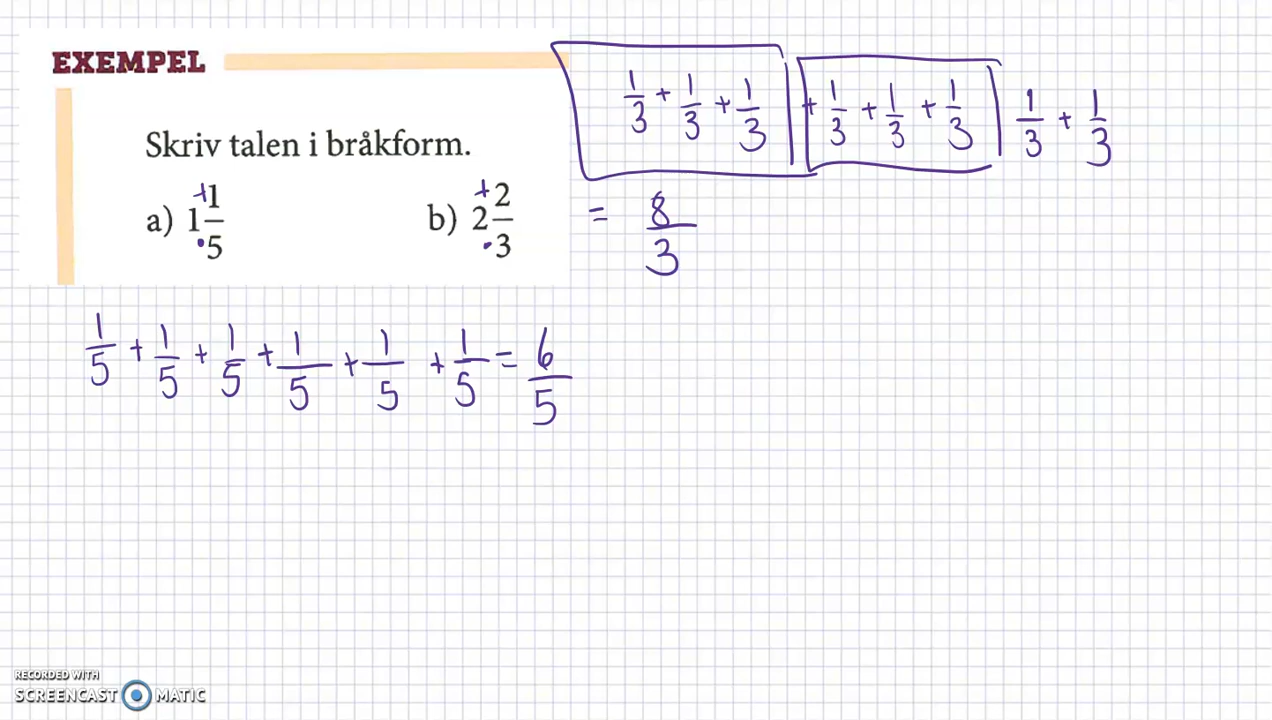 EXEMPEL
Skriv talen i bråkform.
a) 1 +1/•5
b) 2 +2/•3
1/3 + 1/3 + 1/3 + 1/3 + 1/3 + 1/3 1/3 + 1/3
= 8/3
1/5 + 1/5 + 1/5 + 1/5 + 1/5 + 1/5 = 6/5
RECORDED WITH
SCREENCAST MATIC